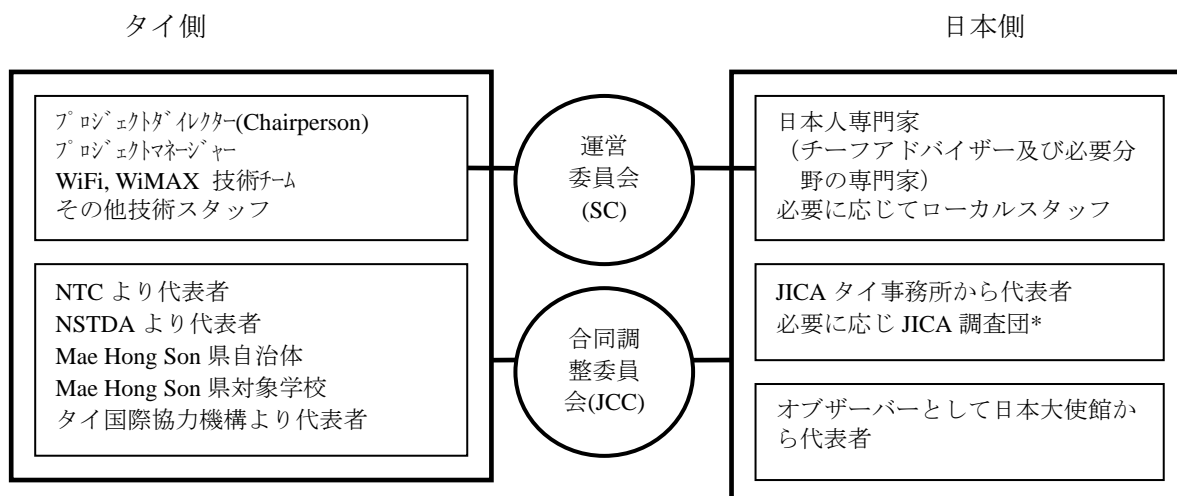 タイ側
ﾌﾟﾛｼﾞｪｸﾄﾀﾞｲﾚｸﾀｰ(Chairperson)
ﾌﾟﾛｼﾞｪｸﾄﾏﾈｰｼﾞｬｰ
WiFi, WiMAX 技術ﾁｰﾑ
その他技術スタッフ
NTC より代表者
NSTDA より代表者
Mae Hong Son 県自治体
Mae Hong Son 県対象学校
タイ国際協力機構より代表者
運営
委員会
(SC)
合同調
整委員
会(JCC)
日本側
日本人専門家
（チーフアドバイザー及び必要分
野の専門家）
必要に応じてローカルスタッフ
JICA タイ事務所から代表者
必要に応じ JICA 調査団*
オブザーバーとして日本大使館か
ら代表者